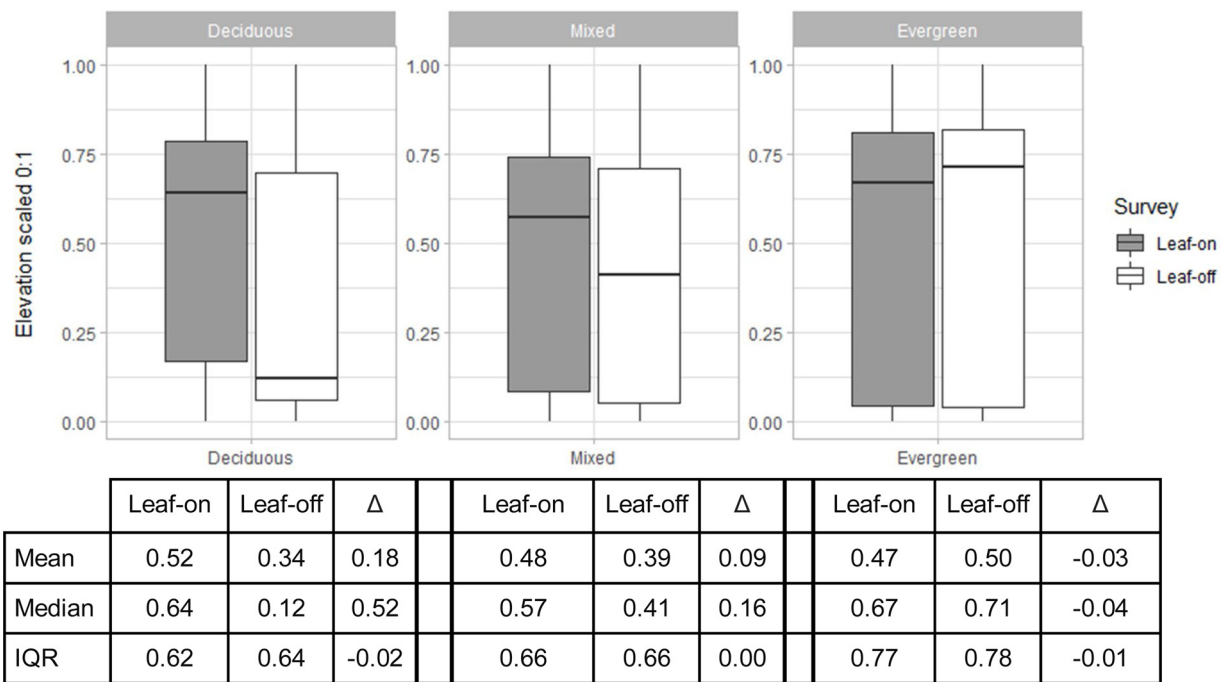 Deciduous Mixed Evergreen
1.00 1.00 1.00
0.75 0.75 0.75
0.50 0.50 0.50
0.25 0.25 0.25
0.00 0.00 0.00
Elevation scaled 0:1
Deciduous Mixed Evergreen
Survey
Leaf-on
Leaf-off
Leaf-on Leaf-off Δ Leaf-on Leaf-off Δ Leaf-on Leaf-off Δ
Mean 0.52 0.34 0.18 0.48 0.39 0.09 0.47 0.50 -0.03
Median 0.64 0.12 0.52 0.57 0.41 0.16 0.67 0.71 -0.04
IQR 0.62 0.64 -0.02 0.66 0.66 0.00 0.77 0.78 -0.01